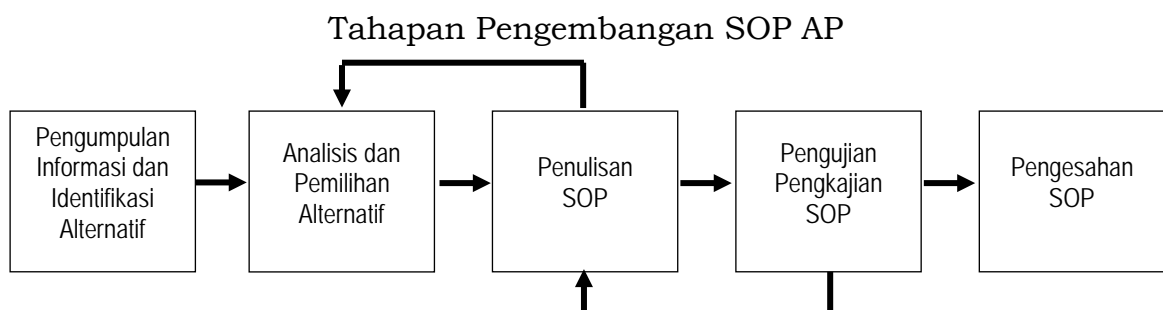 Tahapan Pengembangan SOP AP
Pengumpulan
Informasi dan
Identifikasi
Alternatif
Analisis dan
Pemilihan
Alternatif
Penulisan
SOP
Pengujian
Pengkajian
SOP
Pengesahan
SOP